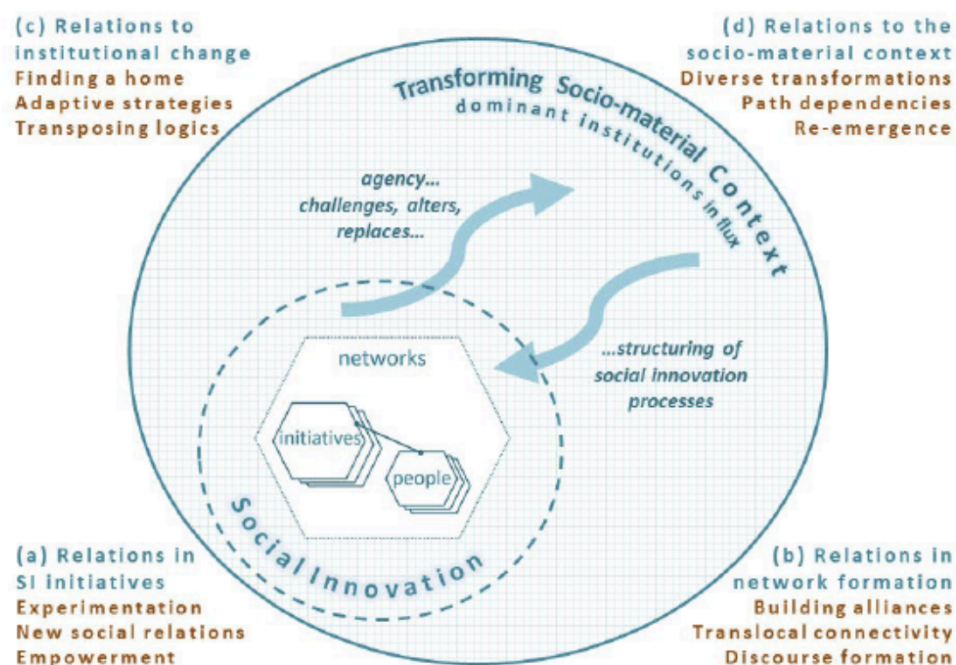 (c) Relations to
institutional change
Finding a home
Adaptive strategies
Transposing logics
(d) Relations to the
socio-material context
Diverse transformations
Path dependencies
Re-emergence
Transforming Socio-material Context
dominant institutions in flux
agency...
challenges, alters,
replaces...
...structuring of
social innovation
processes
networks
initiatives
people
Social Innovation
(a) Relations in
SI initiatives
Experimentation
New social relations
Empowerment
(b) Relations in
network formation
Building alliances
Translocal connectivity
Discourse formation